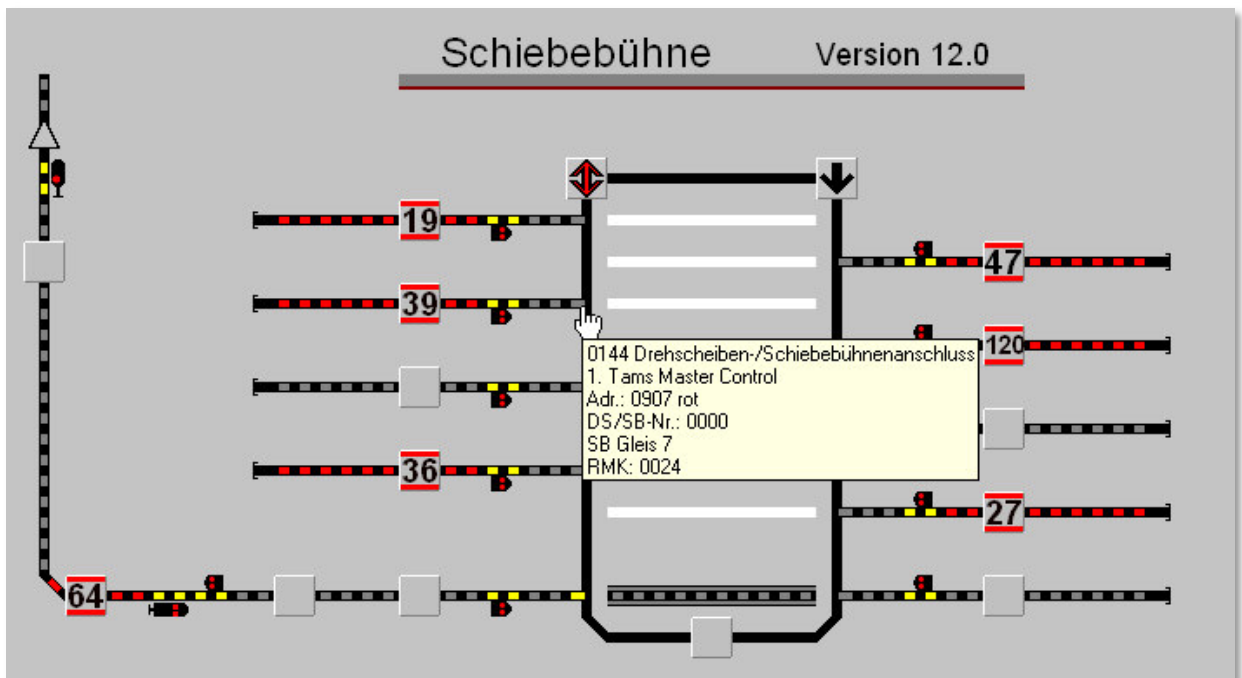 Schiebebühne Version 12.0
19
47
39
120
0144 Drehscheiben-/Schiebebühnenanschluss
1. Tams Master Control
Adr.: 0907 rot
DS/SB-Nr.: 0000
SB Gleis 7
RMK: 0024
36
27
64